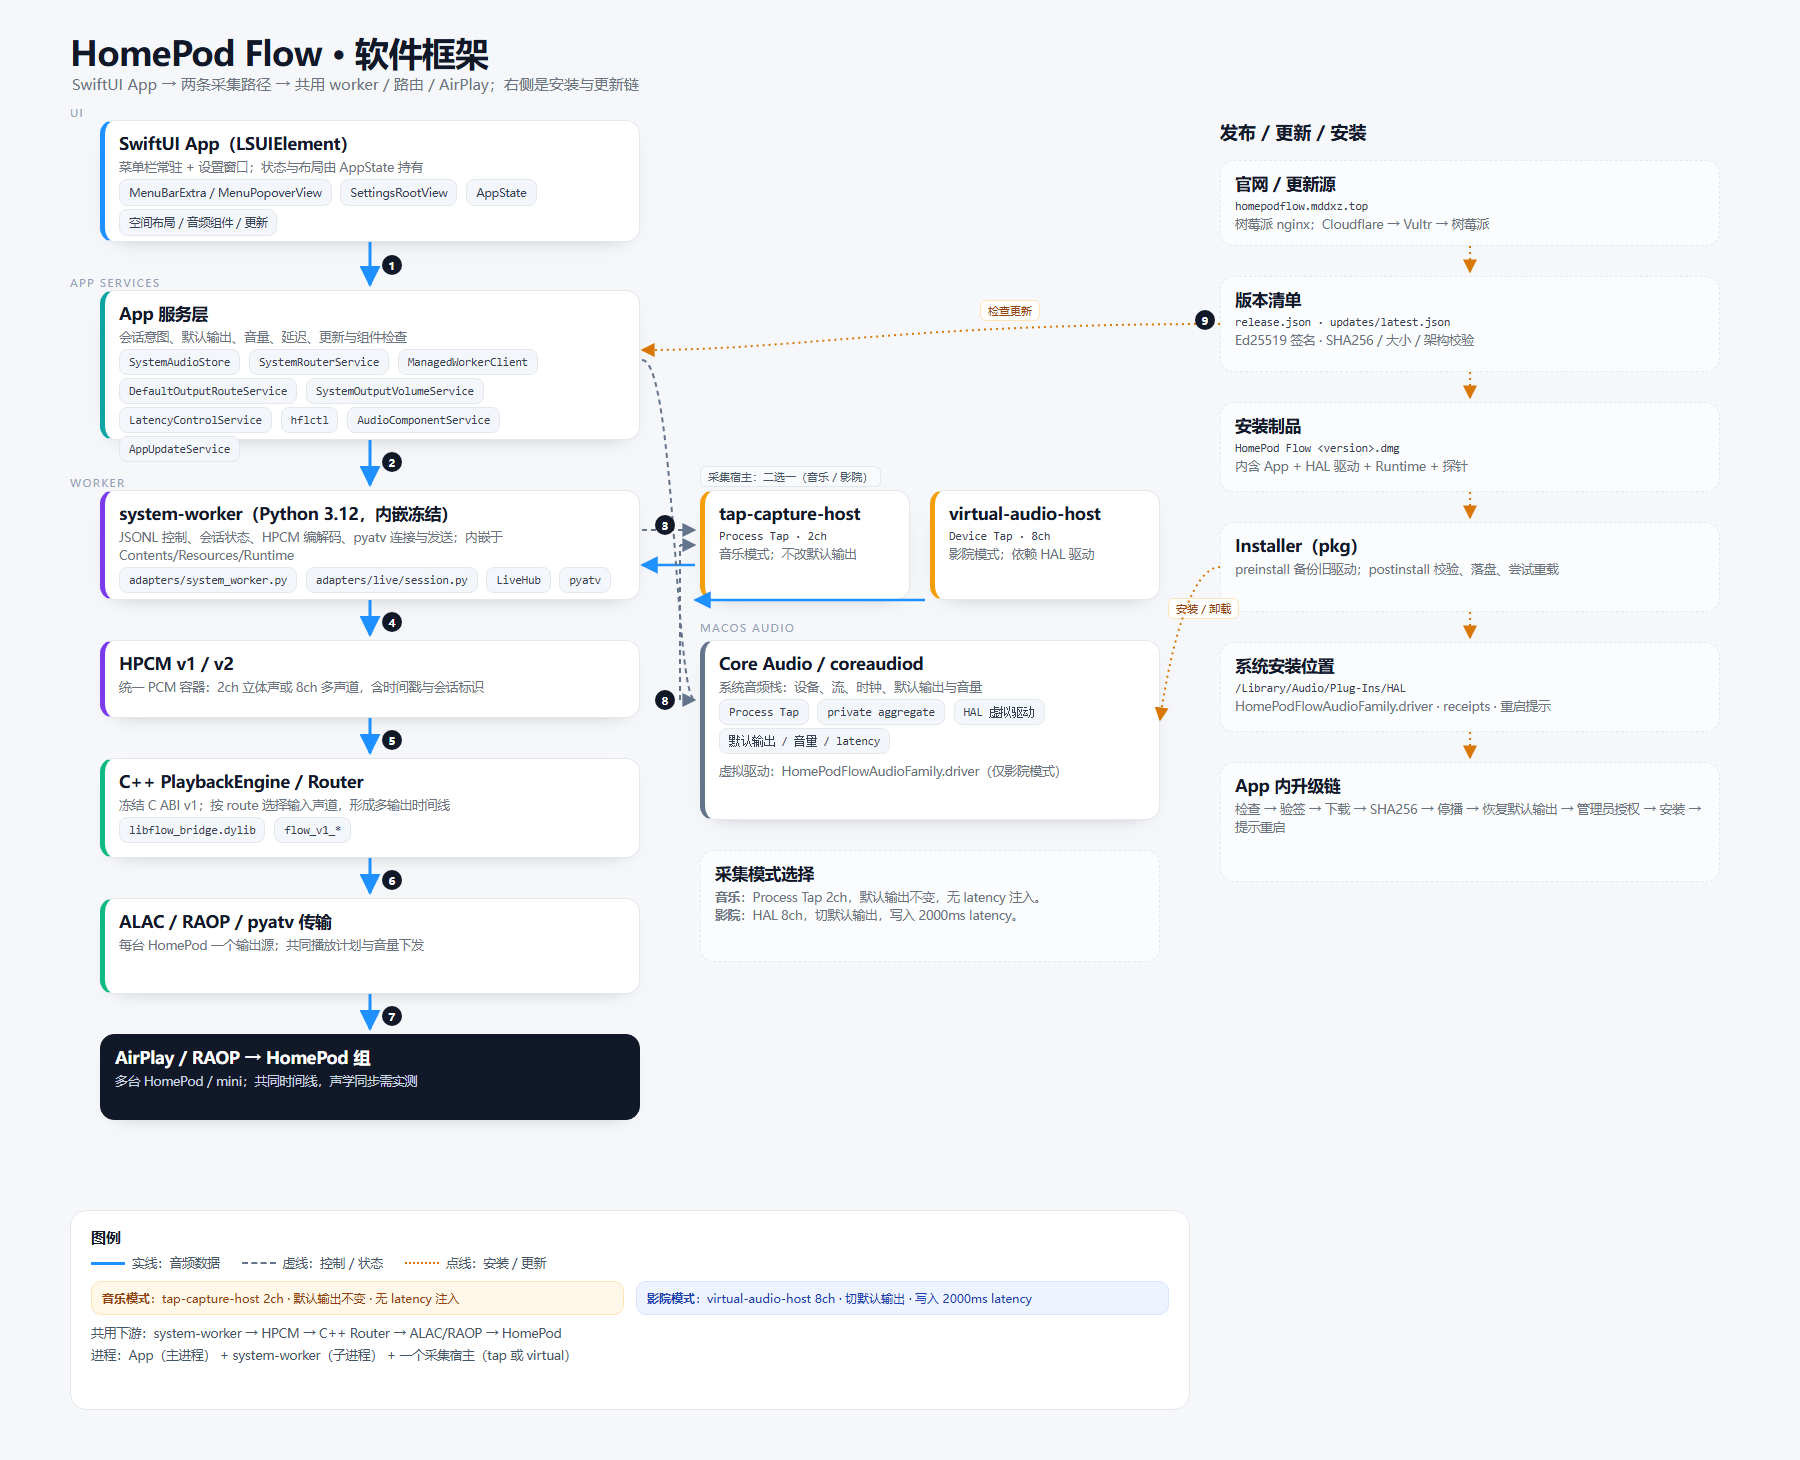 HomePod Flow • 软件框架
SwiftUI App → 两条采集路径 → 共用 worker / 路由 / AirPlay；右侧是安装与更新链
UI
SwiftUI App（LSUIElement）
菜单栏常驻 + 设置窗口；状态与布局由 AppState 持有
MenuBarExtra / MenuPopoverView
SettingsRootView
AppState
空间布局 / 音频组件 / 更新
1
APP SERVICES
App 服务层
会话意图、默认输出、音量、延迟、更新与组件检查
SystemAudioStore
SystemRouterService
ManagedWorkerClient
DefaultOutputRouteService
SystemOutputVolumeService
LatencyControlService
hflctl
AudioComponentService
AppUpdateService
2
WORKER
system-worker（Python 3.12，内嵌冻结）
JSONL 控制、会话状态、HPCM 编解码、pyatv 连接与发送；内嵌于
Contents/Resources/Runtime
adapters/system_worker.py
adapters/live/session.py
LiveHub
pyatv
4
HPCM v1 / v2
统一 PCM 容器：2ch 立体声或 8ch 多声道，含时间戳与会话标识
5
C++ PlaybackEngine / Router
冻结 C ABI v1；按 route 选择输入声道，形成多输出时间线
libflow_bridge.dylib
flow_v1_*
6
ALAC / RAOP / pyatv 传输
每台 HomePod 一个输出源；共同播放计划与音量下发
7
AirPlay / RAOP → HomePod 组
多台 HomePod / mini；共同时间线，声学同步需实测
检查更新
9
采集宿主：二选一（音乐 / 影院）
3
tap-capture-host
Process Tap · 2ch
音乐模式；不改默认输出
virtual-audio-host
Device Tap · 8ch
影院模式；依赖 HAL 驱动
MACOS AUDIO
8
Core Audio / coreaudiod
系统音频栈：设备、流、时钟、默认输出与音量
Process Tap
private aggregate
HAL 虚拟驱动
默认输出 / 音量 / latency
虚拟驱动：HomePodFlowAudioFamily.driver（仅影院模式）
采集模式选择
音乐：Process Tap 2ch，默认输出不变，无 latency 注入。
影院：HAL 8ch，切默认输出，写入 2000ms latency。
发布 / 更新 / 安装
官网 / 更新源
homepodflow.mddxz.top
树莓派 nginx；Cloudflare → Vultr → 树莓派
版本清单
release.json · updates/latest.json
Ed25519 签名 · SHA256 / 大小 / 架构校验
安装制品
HomePod Flow <version>.dmg
内含 App + HAL 驱动 + Runtime + 探针
Installer（pkg）
preinstall 备份旧驱动；postinstall 校验、落盘、尝试重载
安装 / 卸载
系统安装位置
/Library/Audio/Plug-Ins/HAL
HomePodFlowAudioFamily.driver · receipts · 重启提示
App 内升级链
检查 → 验签 → 下载 → SHA256 → 停播 → 恢复默认输出 → 管理员授权 → 安装 →
提示重启
图例
实线：音频数据
虚线：控制 / 状态
点线：安装 / 更新
音乐模式：tap-capture-host 2ch · 默认输出不变 · 无 latency 注入
影院模式：virtual-audio-host 8ch · 切默认输出 · 写入 2000ms latency
共用下游：system-worker → HPCM → C++ Router → ALAC/RAOP → HomePod
进程：App（主进程） + system-worker（子进程） + 一个采集宿主（tap 或 virtual）